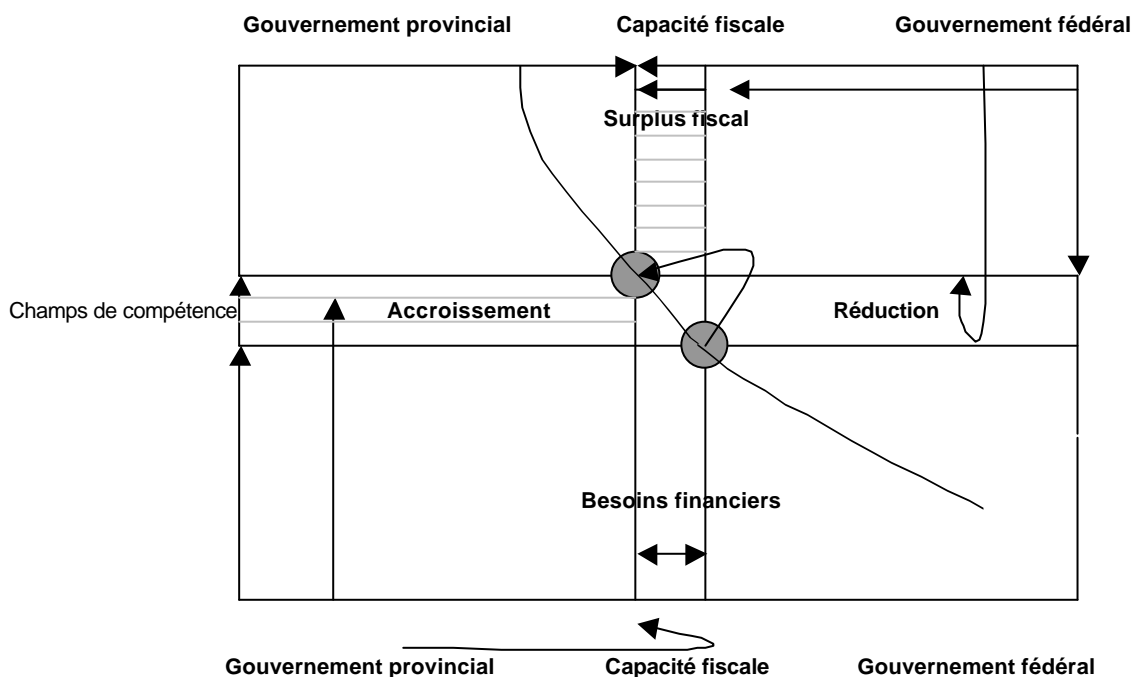 Gouvernement provincial Capacité fiscale Gouvernement fédéral
Surplus fiscal
Champs de compétence Accroissement Réduction
Besoins financiers
Gouvernement provincial Capacité fiscale Gouvernement fédéral